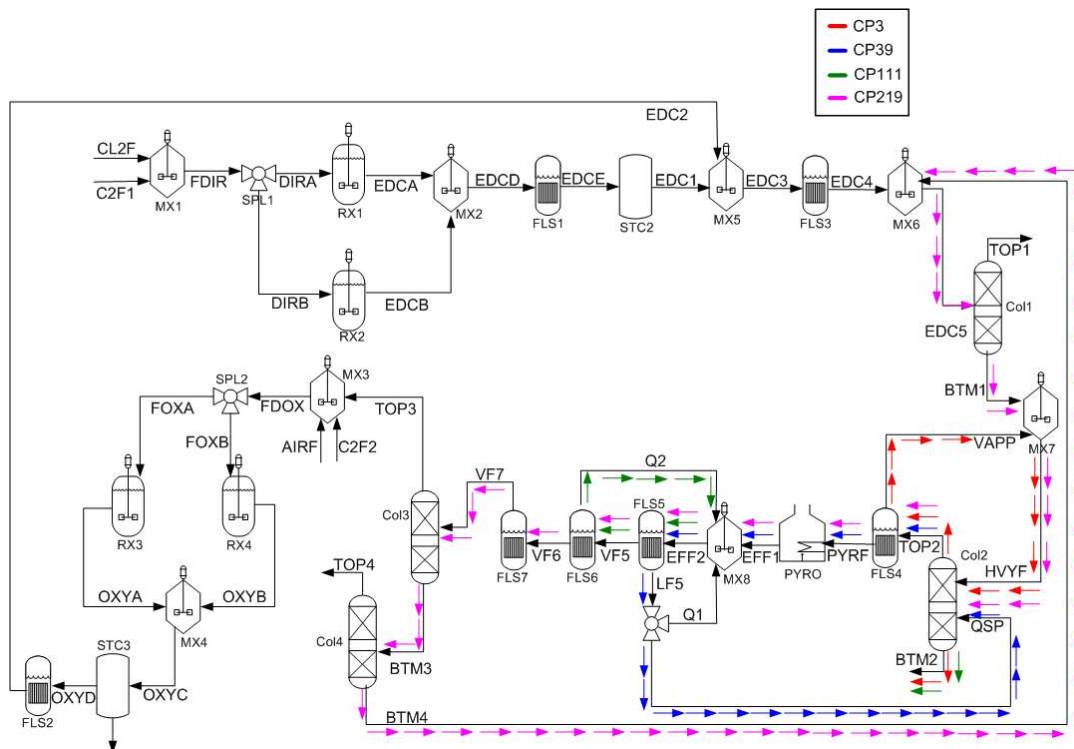 CP3
CP39
CP111
CP219
EDC2
CL2F
C2F1
MX1
FDIR
SPL1
DIRA
RX1
EDCA
MX2
EDCD
FLS1
EDCE
STC2
EDC1
MX5
EDC3
FLS3
EDC4
MX6
DIRB
RX2
EDCB
TOP1
Col1
EDC5
BTM1
MX7
SPL2
FOXA
FOXB
FDOX
MX3
TOP3
AIRF
C2F2
RX3
RX4
OXYA
OXYB
MX4
STC3
OXYC
OXYD
FLS2
Col3
VF7
FLS7
VF6
FLS6
VF5
Q2
FLS5
EFF2
MX8
EFF1
PYRO
PYRF
FLS4
TOP2
VAPP
Col2
HVYF
QSP
BTM2
LF5
Q1
TOP4
Col4
BTM3
BTM4